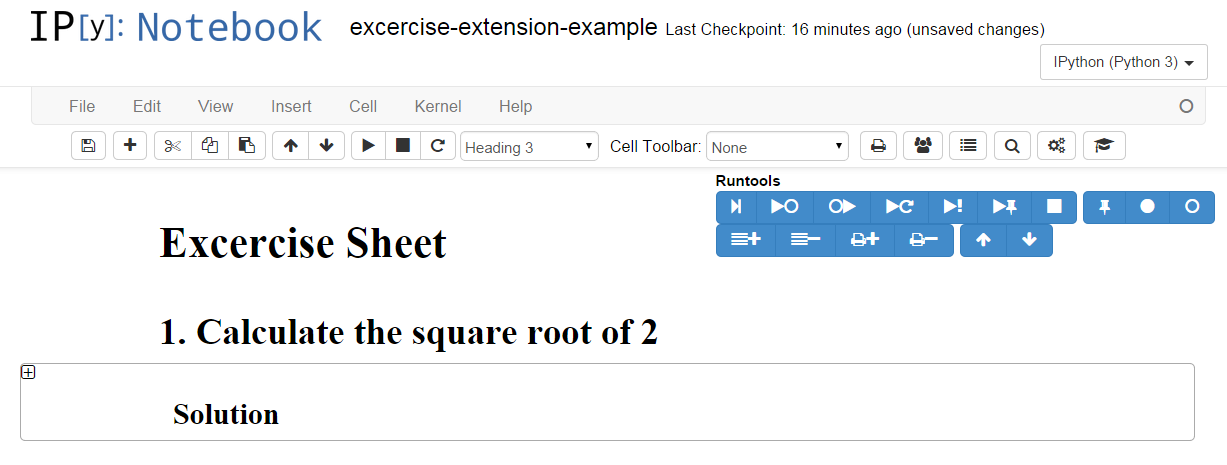 IP[y]: Notebook excercise-extension-example Last Checkpoint: 16 minutes ago (unsaved changes)
IPython (Python 3)
File Edit View Insert Cell Kernel Help
Heading 3 Cell Toolbar: None
Runtools
Excercise Sheet
1. Calculate the square root of 2
Solution